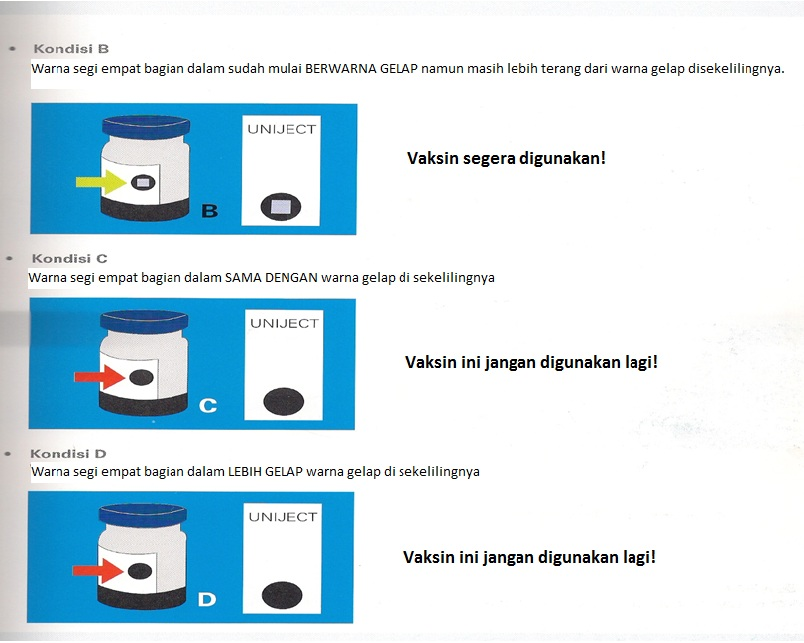 • Kondisi B
Warna segi empat bagian dalam sudah mulai BERWARNA GELAP namun masih lebih terang dari warna gelap disekelilingnya.
UNIJECT
Vaksin segera digunakan!
B
• Kondisi C
Warna segi empat bagian dalam SAMA DENGAN warna gelap di sekelilingnya
UNIJECT
Vaksin ini jangan digunakan lagi!
C
• Kondisi D
Warna segi empat bagian dalam LEBIH GELAP warna gelap di sekelilingnya
UNIJECT
Vaksin ini jangan digunakan lagi!
D